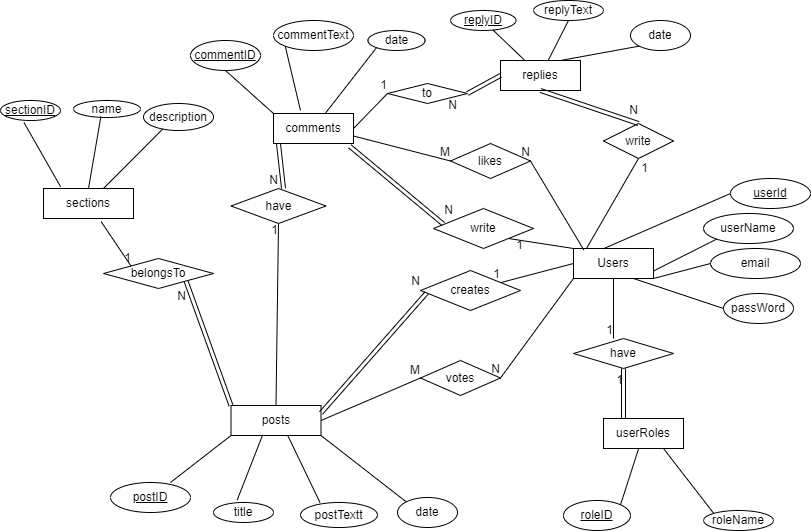 replyID
replyText
date
commentText
commentID
date
replies
1
to
N
sectionID
name
description
comments
N
write
1
M
likes
N
N
have
1
userId
sections
N
write
1
userName
1
belongsTo
N
Users
email
N
creates
1
passWord
1
have
1
M
votes
N
posts
userRoles
postID
title
postTextt
date
roleID
roleName